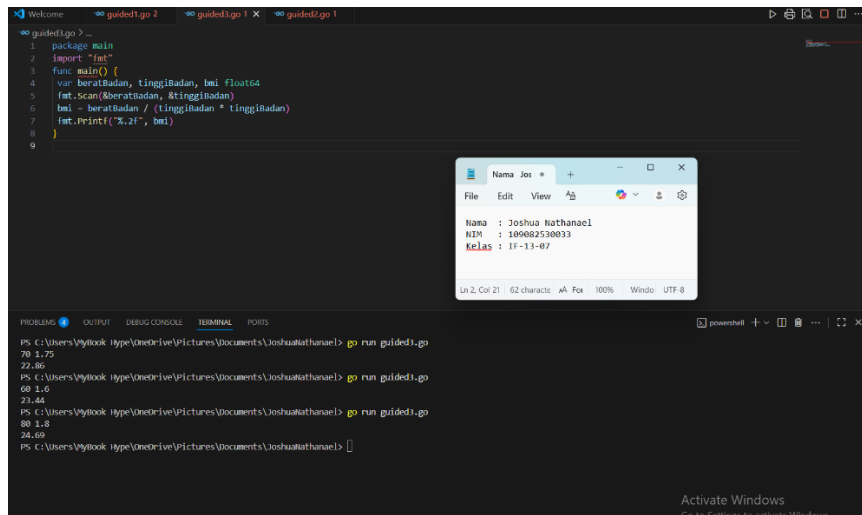 Welcome guided1.go 2 guided3.go 1 guided2.go 1
guided3.go > ...
1 package main
2 import "fmt"
3 func main() {
4 var beratBadan, tinggiBadan, bmi float64
5 fmt.Scan(&beratBadan, &tinggiBadan)
6 bmi = beratBadan / (tinggiBadan * tinggiBadan)
7 fmt.Printf("%.2f", bmi)
8 }
9
Nama Jos
File Edit View
Nama : Joshua Nathanael
NIM : 109082530033
Kelas : IF-13-07
Ln 2, Col 21 62 characte For 100% Windo UTF-8
PROBLEMS 4 OUTPUT DEBUG CONSOLE TERMINAL PORTS
powershell
PS C:\Users\MyBook Hype\OneDrive\Pictures\Documents\JoshuaNathanael> go run guided3.go
70 1.75
22.86
PS C:\Users\MyBook Hype\OneDrive\Pictures\Documents\JoshuaNathanael> go run guided3.go
60 1.6
23.44
PS C:\Users\MyBook Hype\OneDrive\Pictures\Documents\JoshuaNathanael> go run guided3.go
80 1.8
24.69
PS C:\Users\MyBook Hype\OneDrive\Pictures\Documents\JoshuaNathanael>
Activate Windows
Go to Settings to activate Windows